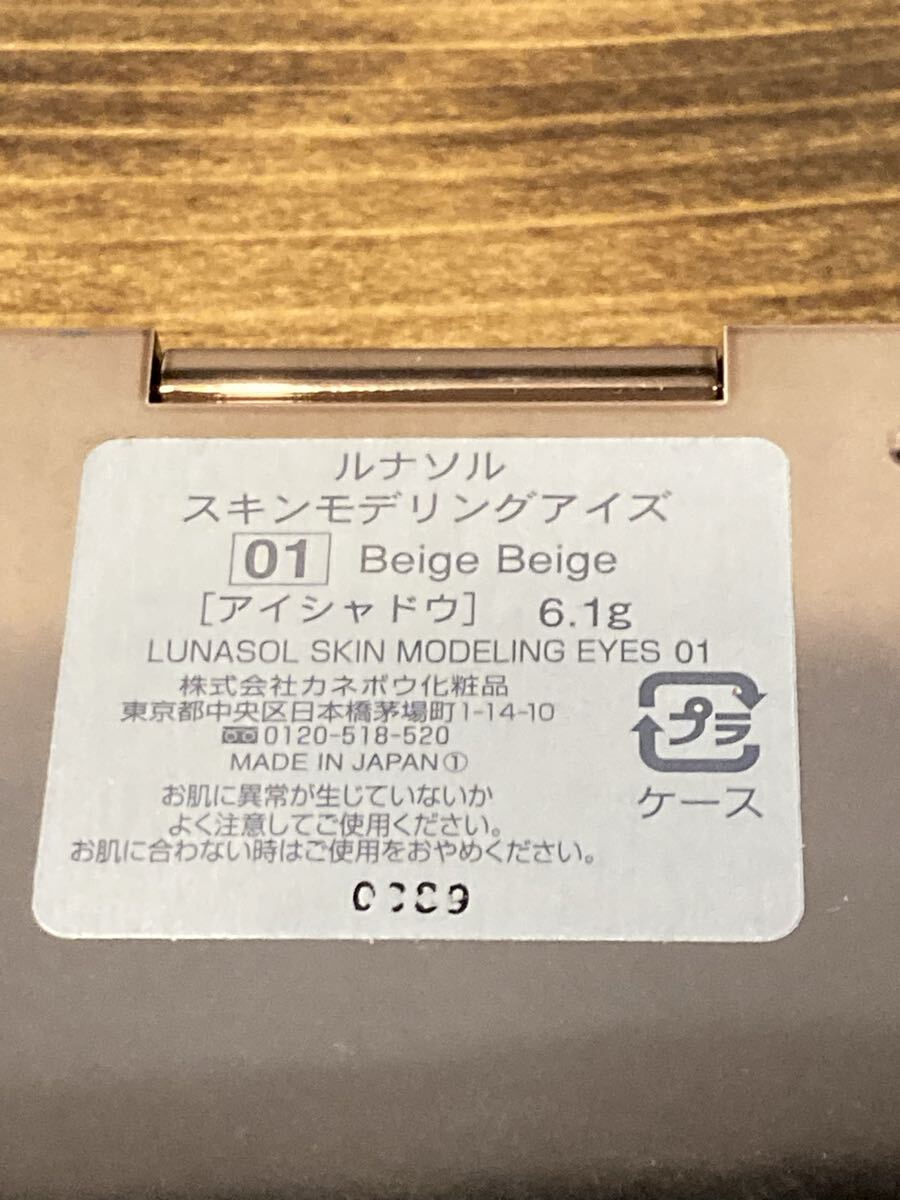 ルナソル
スキンモデリングアイズ
01 Beige Beige
[アイシャドウ] 6.1g
LUNASOL SKIN MODELING EYES 01
株式会社カネボウ化粧品
東京都中央区日本橋茅場町1-14-10
0120-518-520
MADE IN JAPAN①
プラ
ケース
お肌に異常が生じていないか
よく注意してご使用ください。
お肌に合わない時はご使用をおやめください。